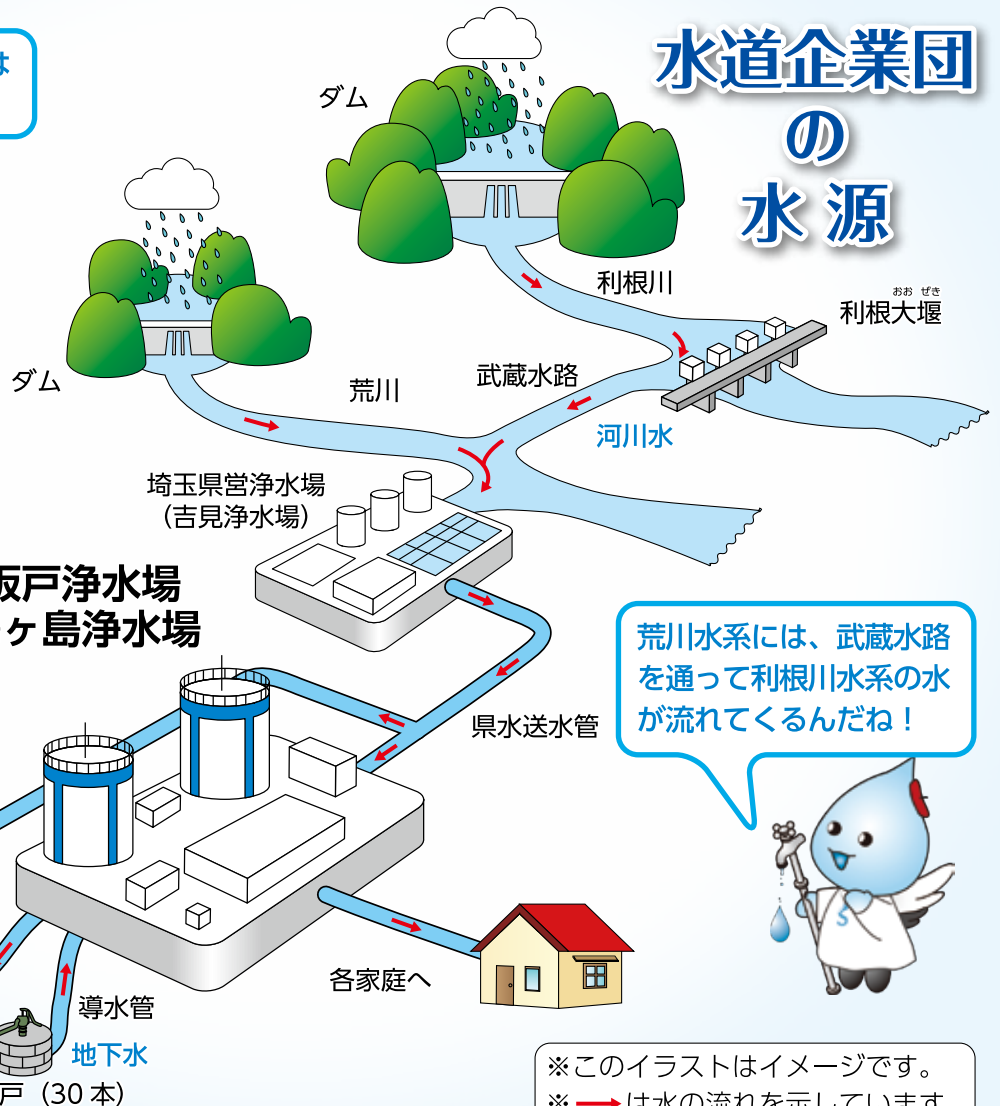 水道企業団
の
水源
は
ダム
ダム
利根川
おお ぜき
利根大堰
武蔵水路
荒川
河川水
埼玉県営浄水場
（吉見浄水場）
坂戸浄水場
ヶ島浄水場
荒川水系には、武蔵水路
を通って利根川水系の水
が流れてくるんだね！
県水送水管
S
各家庭へ
導水管
地下水
戸（30 本）
※このイラストはイメージです。
※ は水の流れを示しています